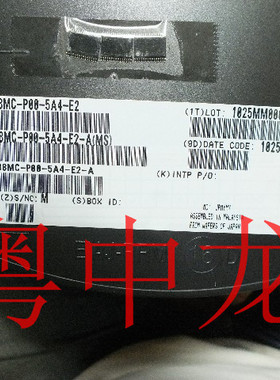 8MC-P00-5A4-E2
8MC-P00-5A4-E2-A(MS)
8MC-P00-5A4-E2-A
(Z)S/NC: M
(S)BOX ID:
(1T)LOT: 1025MM00
(9D)DATE CODE: 1025
(K)INTP P/O:
ASSEMBLED IN MALAYSIA
FROM WAFERS OF JAPAN
粤中龙